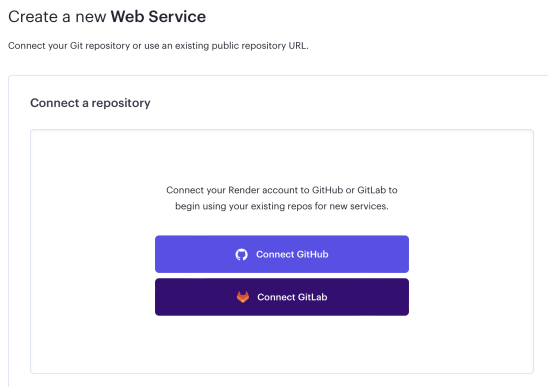 Create a new Web Service
Connect your Git repository or use an existing public repository URL.
Connect a repository
Connect your Render account to GitHub or GitLab to
begin using your existing repos for new services.
Connect GitHub
Connect GitLab